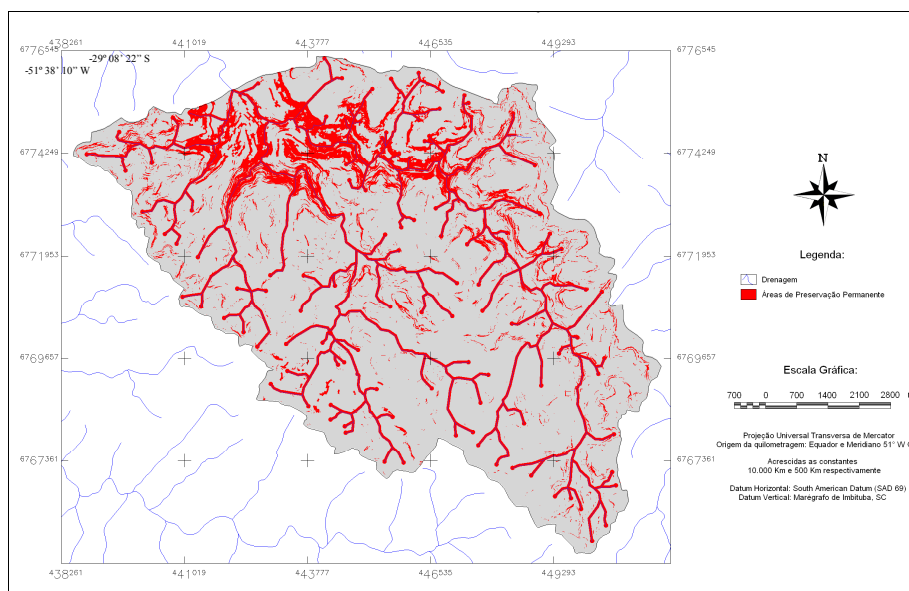 438261 441019 443777 446535 449293
6776545 6776545
-29° 08' 22" S
-51° 38' 10" W
6774249 6774249
N
6771953 6771953
Legenda:
Drenagem
Áreas de Preservação Permanente
6769657 6769657
Escala Gráfica:
700 0 700 1400 2100 2800
Projeção Universal Transversa de Mercator
Origem da quilometragem: Equador e Meridiano 51° W
6767361 6767361
Acrescidas as constantes
10.000 Km e 500 Km respectivamente
Datum Horizontal: South American Datum (SAD 69)
Datum Vertical: Marégrafo de Imbituba, SC
438261 441019 443777 446535 449293